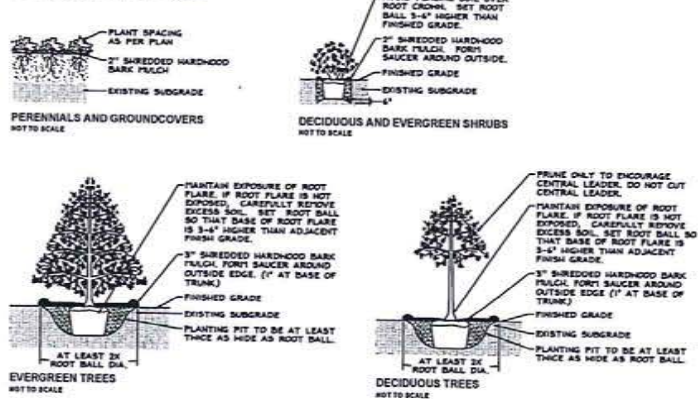 PLANT SPACING
AS PER PLAN
2" SHREDDED HARDWOOD
BARK MULCH
EXISTING SUBGRADE
PERENNIALS AND GROUNDCOVERS
NOT TO SCALE
ROOT CROWN. SET ROOT
BALL 3-6" HIGHER THAN
FINISHED GRADE.
2" SHREDDED HARDWOOD
BARK MULCH. FORM
SAUCER AROUND OUTSIDE.
FINISHED GRADE
EXISTING SUBGRADE
6"
DECIDUOUS AND EVERGREEN SHRUBS
NOT TO SCALE
MAINTAIN EXPOSURE OF ROOT
FLARE. IF ROOT FLARE IS NOT
EXPOSED, CAREFULLY REMOVE
EXCESS SOIL. SET ROOT BALL
SO THAT BASE OF ROOT FLARE
IS 3-6" HIGHER THAN ADJACENT
FINISH GRADE.
3" SHREDDED HARDWOOD BARK
MULCH. FORM SAUCER AROUND
OUTSIDE EDGE. (1" AT BASE OF
TRUNK)
FINISHED GRADE
EXISTING SUBGRADE
PLANTING PIT TO BE AT LEAST
TWICE AS WIDE AS ROOT BALL.
AT LEAST 2X
ROOT BALL DIA.
EVERGREEN TREES
NOT TO SCALE
PRUNE ONLY TO ENCOURAGE
CENTRAL LEADER. DO NOT CUT
CENTRAL LEADER.
MAINTAIN EXPOSURE OF ROOT
FLARE. IF ROOT FLARE IS NOT
EXPOSED, CAREFULLY REMOVE
EXCESS SOIL. SET ROOT BALL SO
THAT BASE OF ROOT FLARE IS
3-6" HIGHER THAN ADJACENT
FINISH GRADE.
3" SHREDDED HARDWOOD BARK
MULCH. FORM SAUCER AROUND
OUTSIDE EDGE (1" AT BASE OF
TRUNK)
FINISHED GRADE
EXISTING SUBGRADE
PLANTING PIT TO BE AT LEAST
TWICE AS WIDE AS ROOT BALL.
AT LEAST 2X
ROOT BALL DIA.
DECIDUOUS TREES
NOT TO SCALE